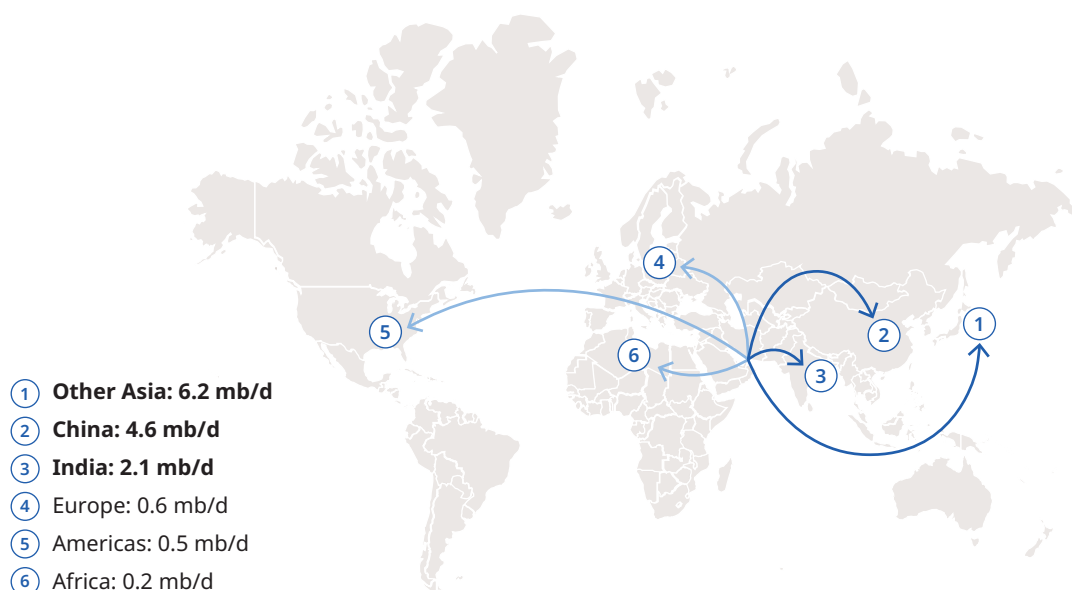 4
5
6
1
2
3
1 Other Asia: 6.2 mb/d
2 China: 4.6 mb/d
3 India: 2.1 mb/d
4 Europe: 0.6 mb/d
5 Americas: 0.5 mb/d
6 Africa: 0.2 mb/d